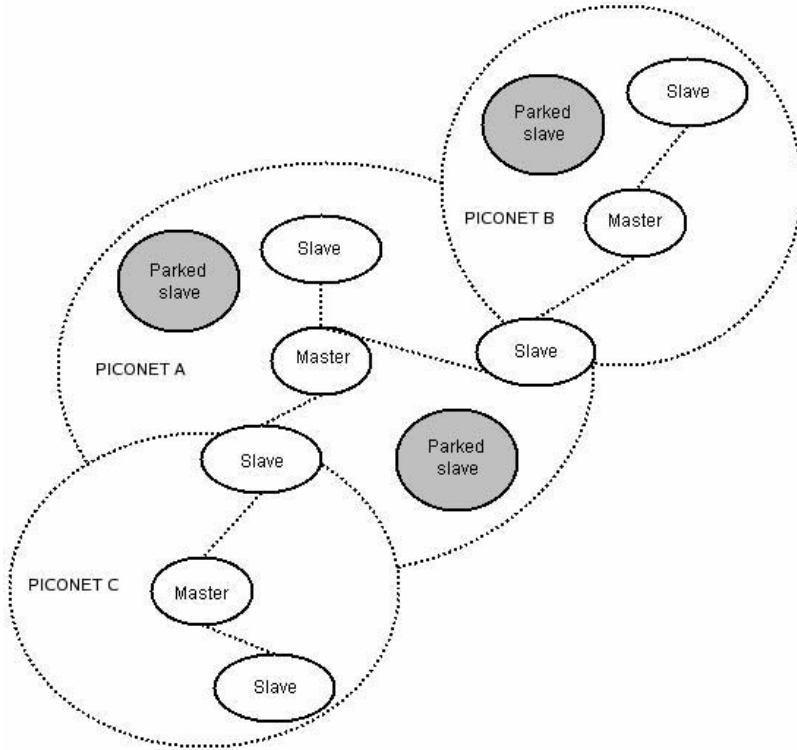 Slave
Parked
slave
PICONET B
Master
Slave
Parked
slave
Slave
Master
PICONET A
Parked
slave
Slave
PICONET C
Master
Slave